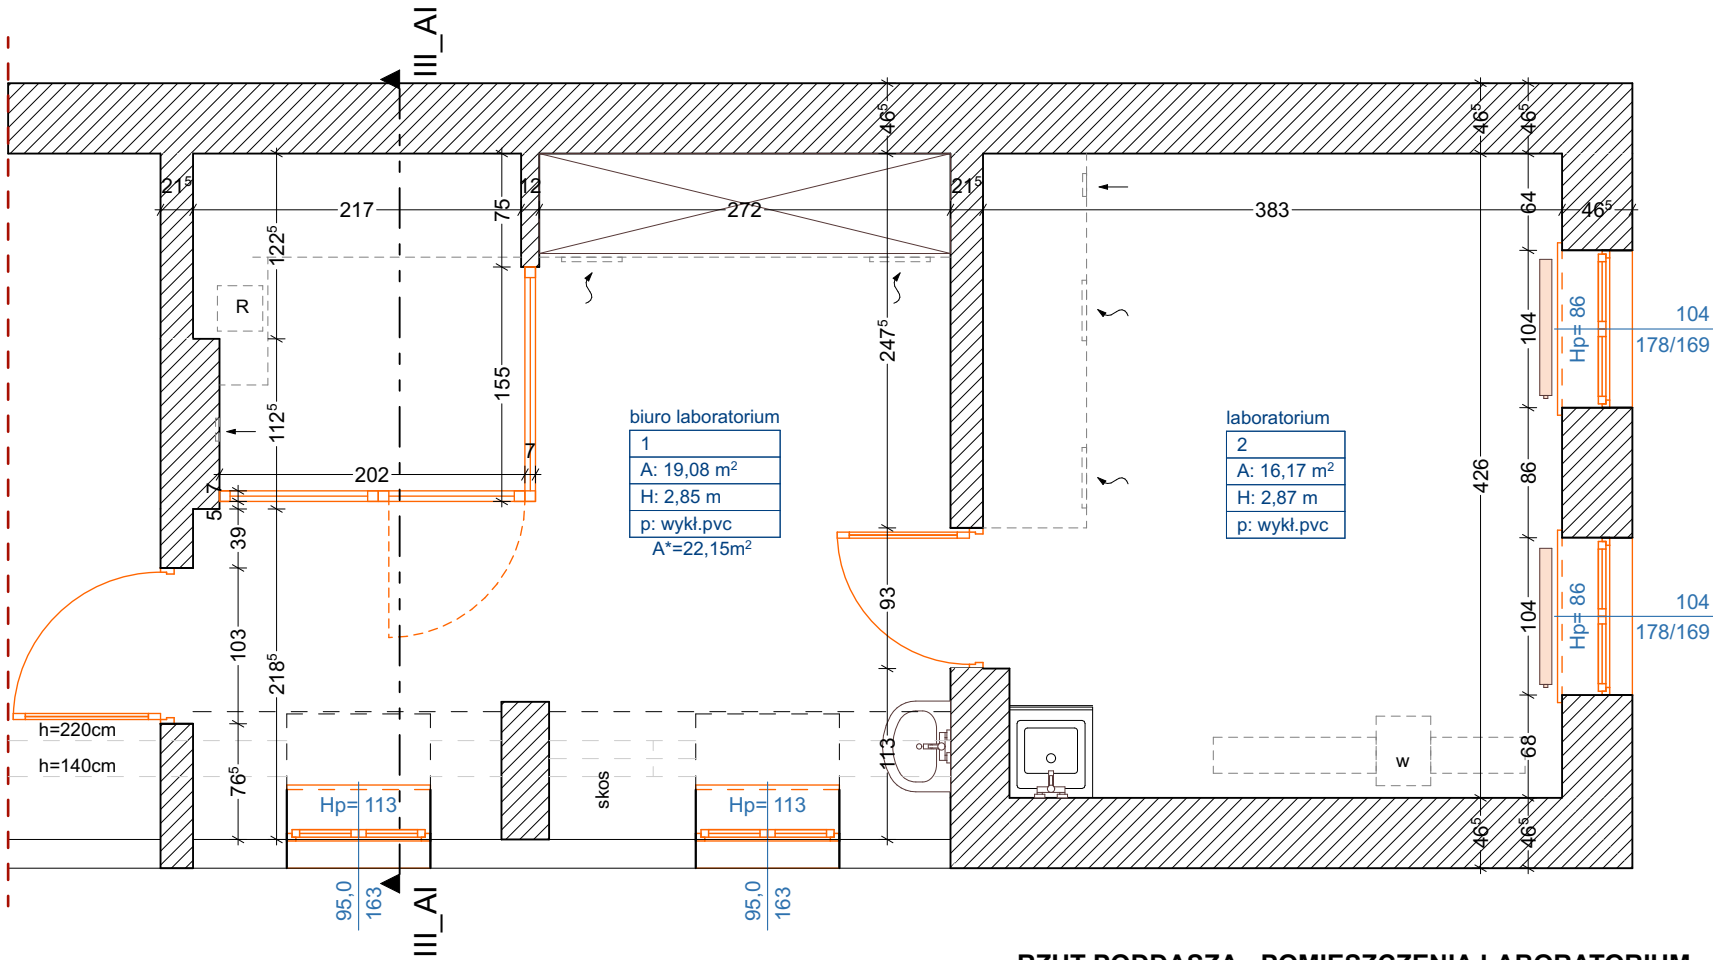 III_AI
46⁵
46⁵
46⁵
21⁵
217
12
75
272
21⁵
383
64
46⁵
122⁵
R
247⁵
104
Hp= 86
104
178/169
155
112⁵
biuro laboratorium
1
A: 19,08 m²
H: 2,85 m
p: wykł.pvc
A*=22,15m²
laboratorium
2
A: 16,17 m²
H: 2,87 m
p: wykł.pvc
7
202
426
86
7
5
39
93
104
Hp= 86
104
178/169
103
218⁵
h=220cm
h=140cm
76⁵
113
68
w
skos
Hp= 113
Hp= 113
46⁵
46⁵
95,0
163
95,0
163
III_AI
RZUT PODDASZA - POMIESZCZENIA LABORATORIUM